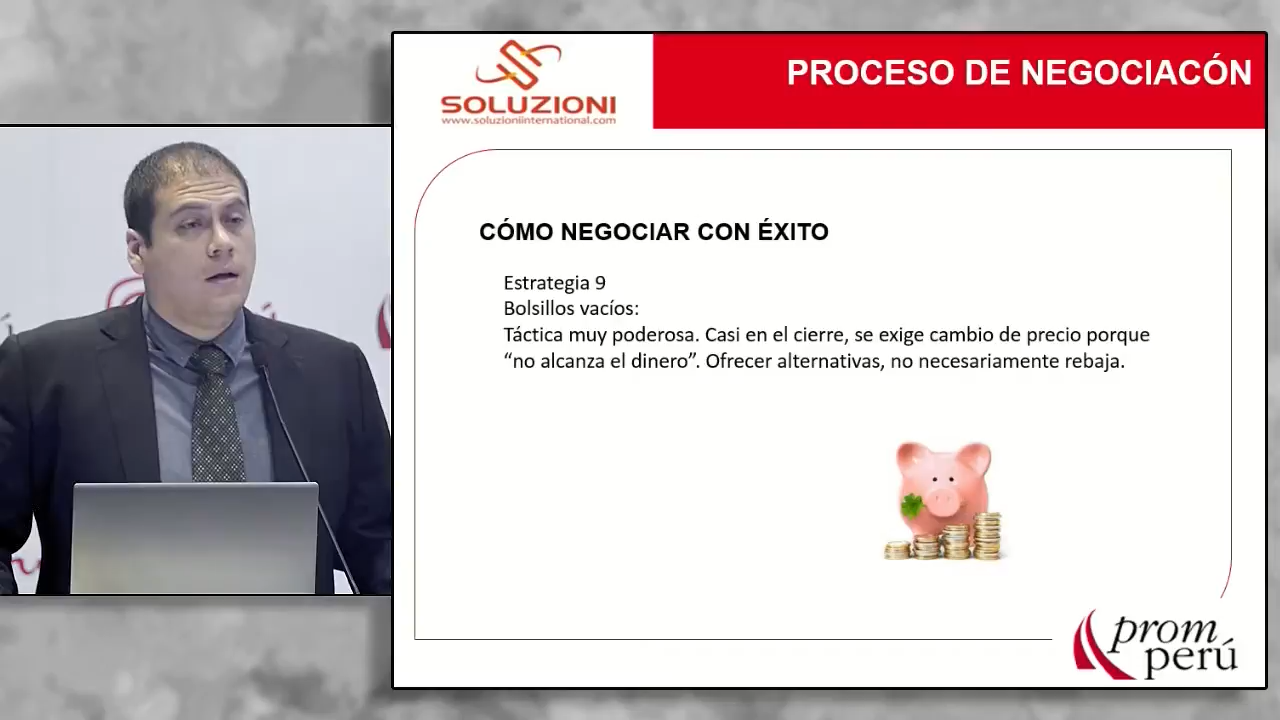 SOLUZIONI
www.soluzioniinternational.com
PROCESO DE NEGOCIACÓN
CÓMO NEGOCIAR CON ÉXITO
Estrategia 9
Bolsillos vacíos:
Táctica muy poderosa. Casi en el cierre, se exige cambio de precio porque
“no alcanza el dinero”. Ofrecer alternativas, no necesariamente rebaja.
prom
perú